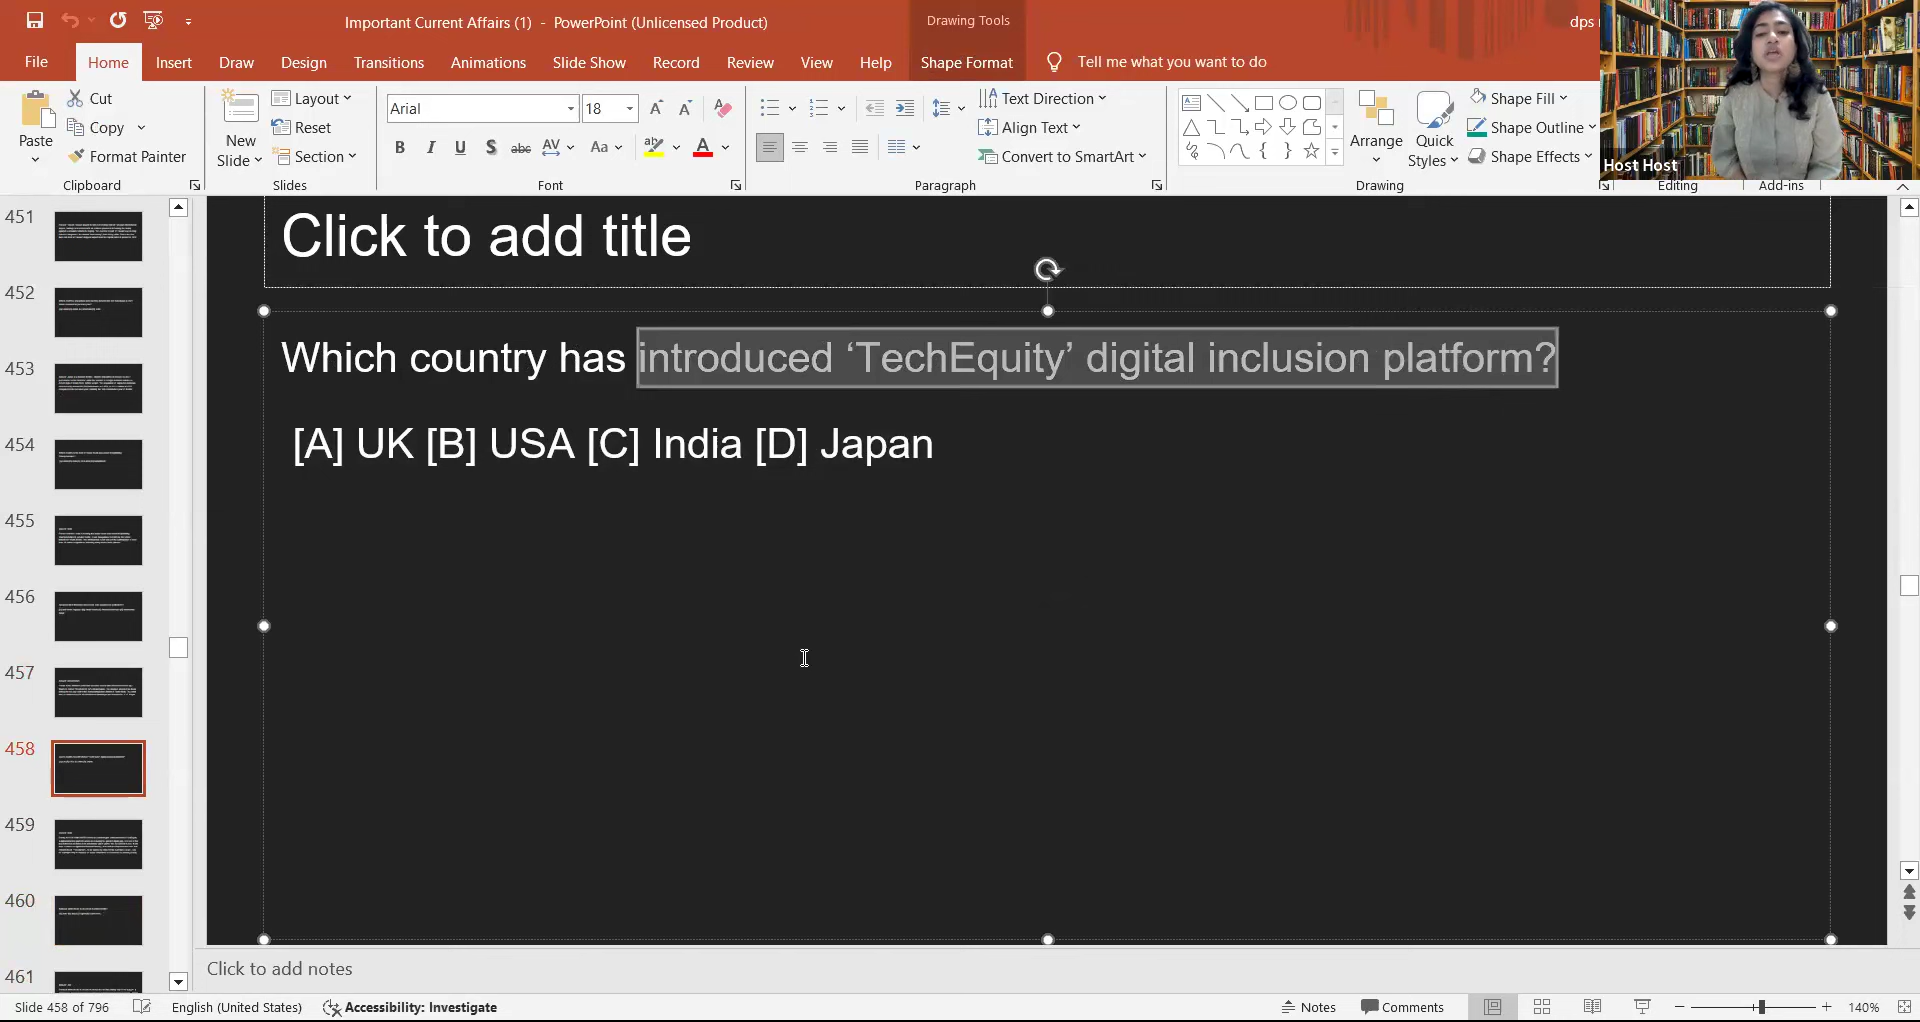 Important Current Affairs (1) - PowerPoint (Unlicensed Product)
Drawing Tools
dps
File Home Insert Draw Design Transitions Animations Slide Show Record Review View Help Shape Format Tell me what you want to do
Paste
Cut
Copy
Format Painter
Clipboard
New Slide
Layout
Reset
Section
Slides
Arial 18
B I U S abc AV Aa A
Font
Text Direction
Align Text
Convert to SmartArt
Paragraph
Arrange
Quick Styles
Shape Fill
Shape Outline
Shape Effects
Drawing
Editing
Add-ins
Host Host
451
452
453
454
455
456
457
458
459
460
461
Click to add title
Which country has introduced ‘TechEquity’ digital inclusion platform?
[A] UK [B] USA [C] India [D] Japan
Click to add notes
Slide 458 of 796 English (United States) Accessibility: Investigate Notes Comments 140%